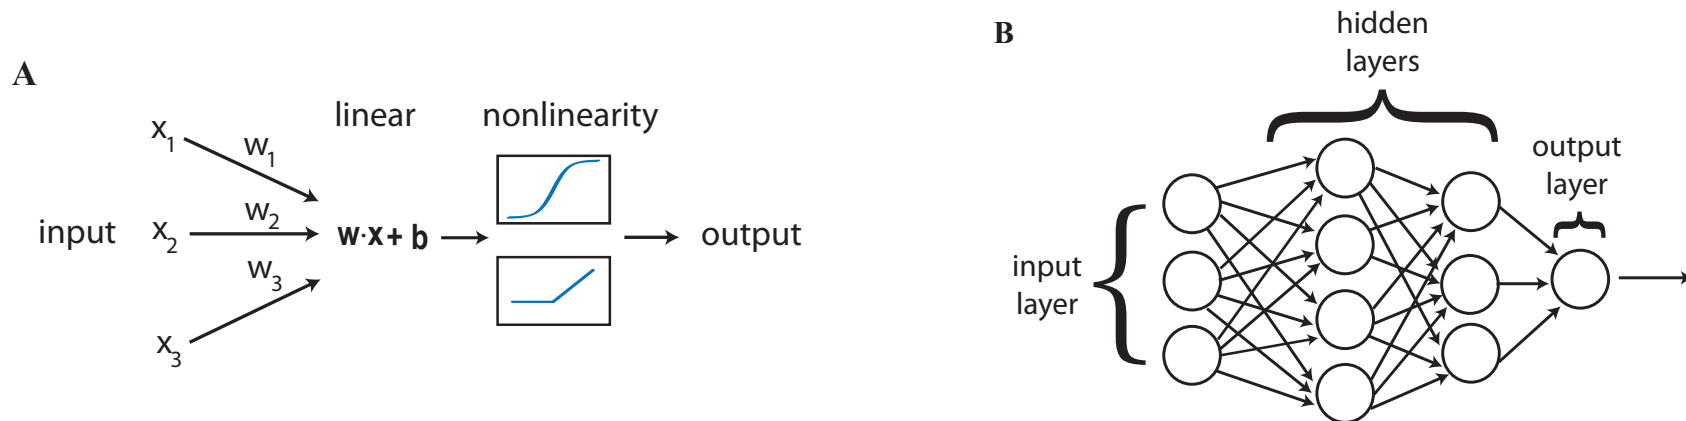 A
input
x1
x2
x3
w1
w2
w3
linear
w·x+ b
nonlinearity
output
B
input
layer
hidden
layers
output
layer